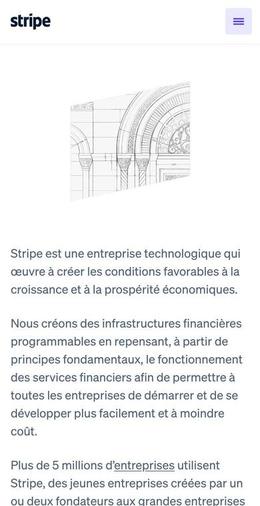 stripe
Stripe est une entreprise technologique qui
œuvre à créer les conditions favorables à la
croissance et à la prospérité économiques.
Nous créons des infrastructures financières
programmables en repensant, à partir de
principes fondamentaux, le fonctionnement
des services financiers afin de permettre à
toutes les entreprises de démarrer et de se
développer plus facilement et à moindre
coût.
Plus de 5 millions d’entreprises utilisent
Stripe, des jeunes entreprises créées par un
ou deux fondateurs aux grandes entreprises